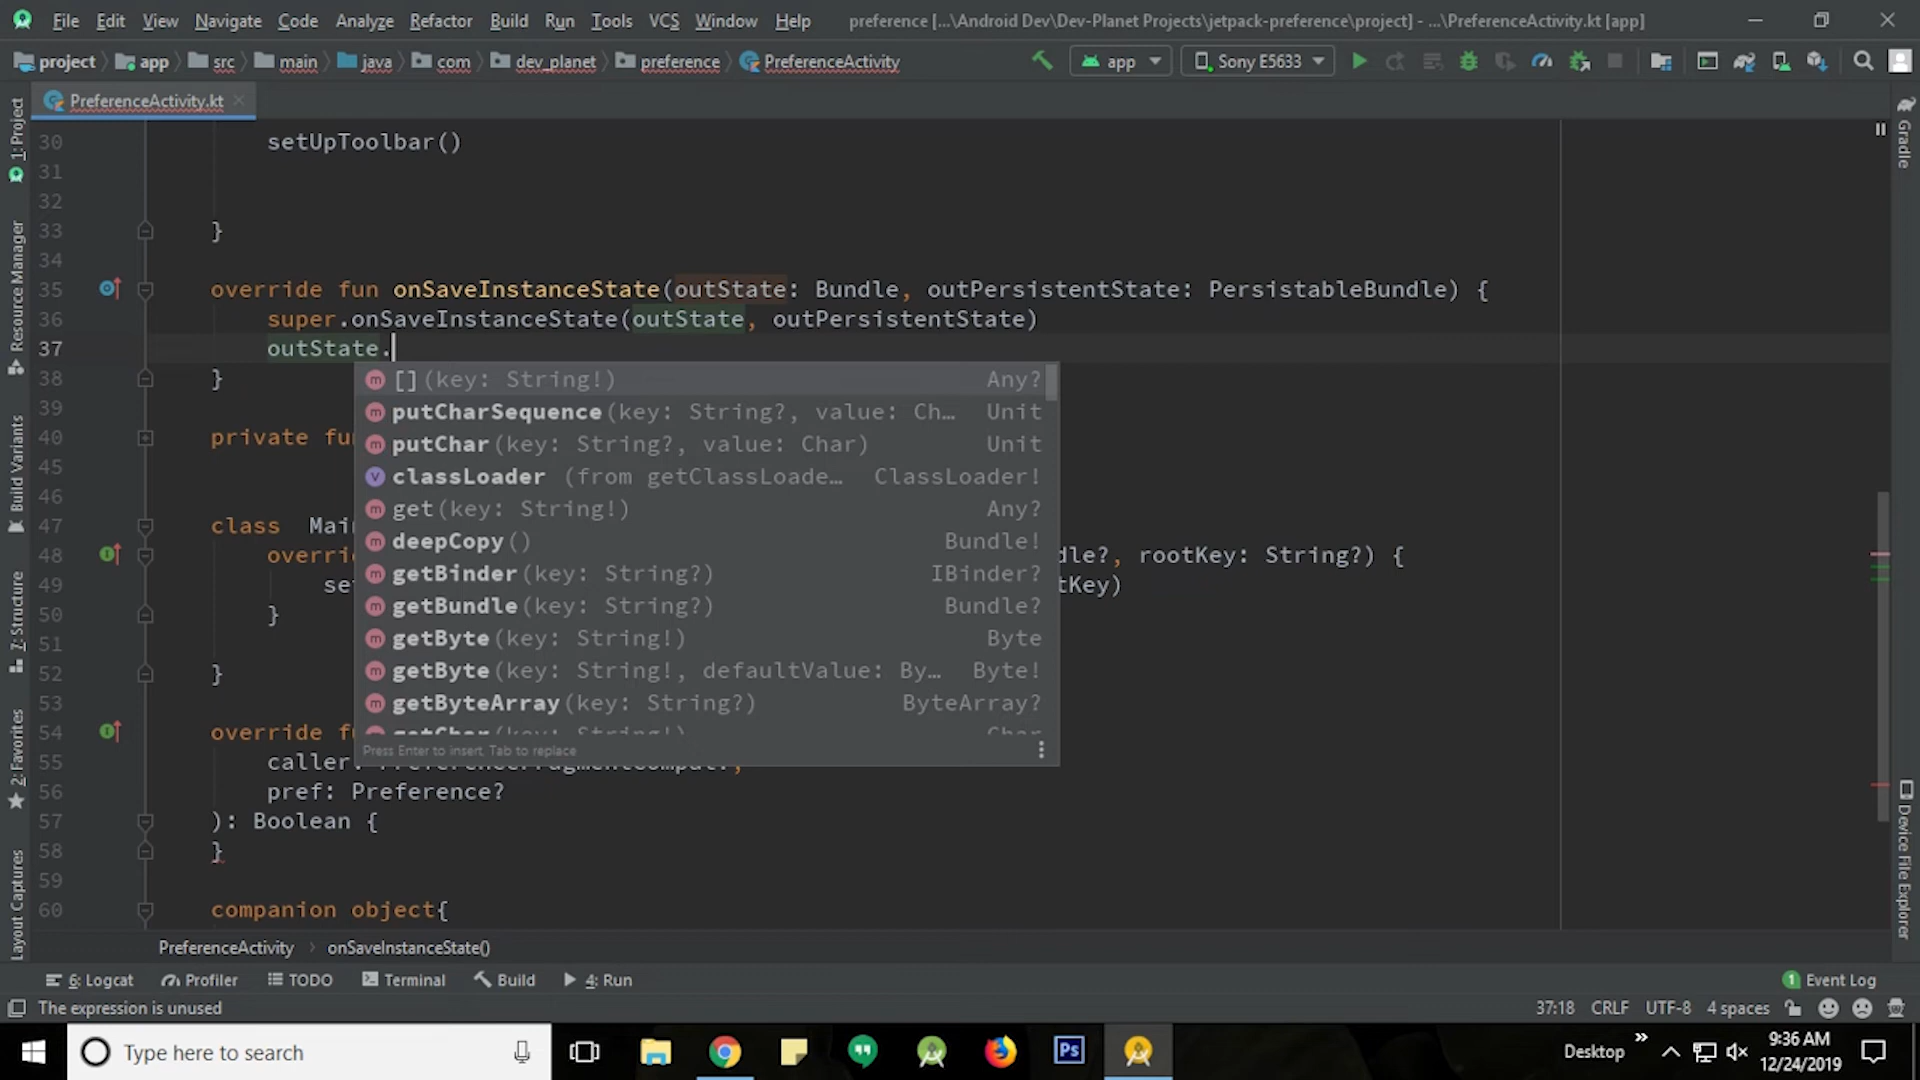 File Edit View Navigate Code Analyze Refactor Build Run Tools VCS Window Help preference [...\Android Dev\Dev-Planet Projects\jetpack-preference\project] - ...\PreferenceActivity.kt [app]
project app src main java com dev_planet preference PreferenceActivity app Sony E5633
PreferenceActivity.kt
30 setUpToolbar()
31
32
33 }
34
35 override fun onSaveInstanceState(outState: Bundle, outPersistentState: PersistableBundle) {
36 super.onSaveInstanceState(outState, outPersistentState)
37 outState.
38 }
39
40 private fun
45
46
47 class Main
48 override dle?, rootKey: String?) {
49 se tKey)
50 }
51
52 }
53
54 override fu
55 caller:
56 pref: Preference?
57 ): Boolean {
58 }
59
60 companion object{
[](key: String!) Any?
putCharSequence(key: String?, value: Ch… Unit
putChar(key: String?, value: Char) Unit
classLoader (from getClassLoade… ClassLoader!
get(key: String!) Any?
deepCopy() Bundle!
getBinder(key: String?) IBinder?
getBundle(key: String?) Bundle?
getByte(key: String!) Byte
getByte(key: String!, defaultValue: By… Byte!
getByteArray(key: String?) ByteArray?
getChar(key: String!) Char
Press Enter to insert, Tab to replace
1: Project
Resource Manager
Build Variants
7: Structure
2: Favorites
Layout Captures
Gradle
Device File Explorer
PreferenceActivity › onSaveInstanceState()
6: Logcat Profiler TODO Terminal Build 4: Run 1 Event Log
The expression is unused 37:18 CRLF UTF-8 4 spaces
Type here to search Ps Desktop » 9:36 AM
12/24/2019